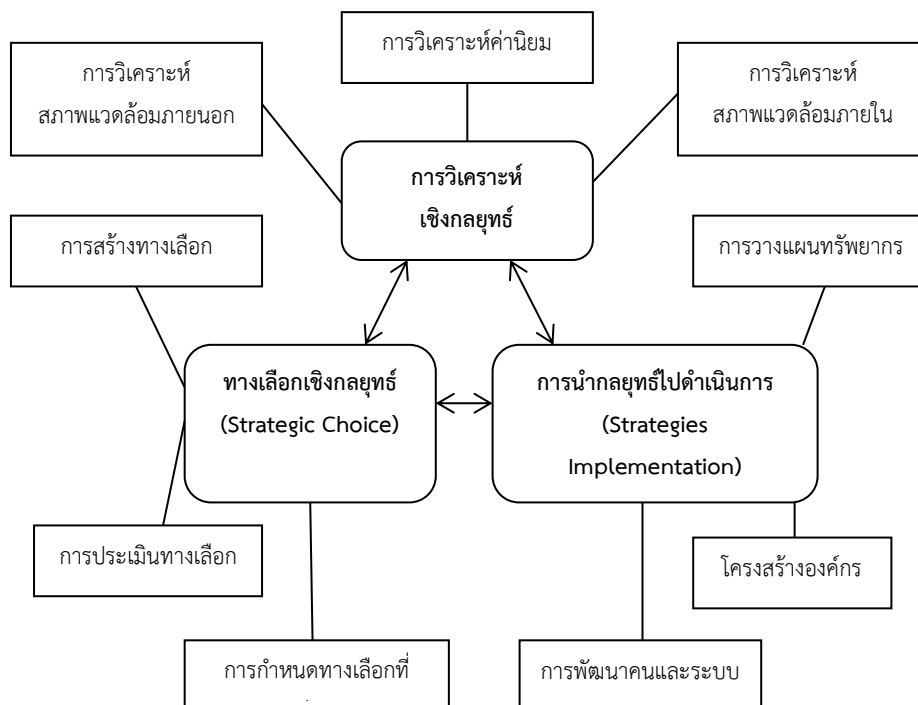 การวิเคราะห์ค่านิยม
การวิเคราะห์
สภาพแวดล้อมภายนอก
การวิเคราะห์
สภาพแวดล้อมภายใน
การวิเคราะห์
เชิงกลยุทธ์
การสร้างทางเลือก
การวางแผนทรัพยากร
ทางเลือกเชิงกลยุทธ์
(Strategic Choice)
การนำกลยุทธ์ไปดำเนินการ
(Strategies
Implementation)
การประเมินทางเลือก
โครงสร้างองค์กร
การกำหนดทางเลือกที่
การพัฒนาคนและระบบ